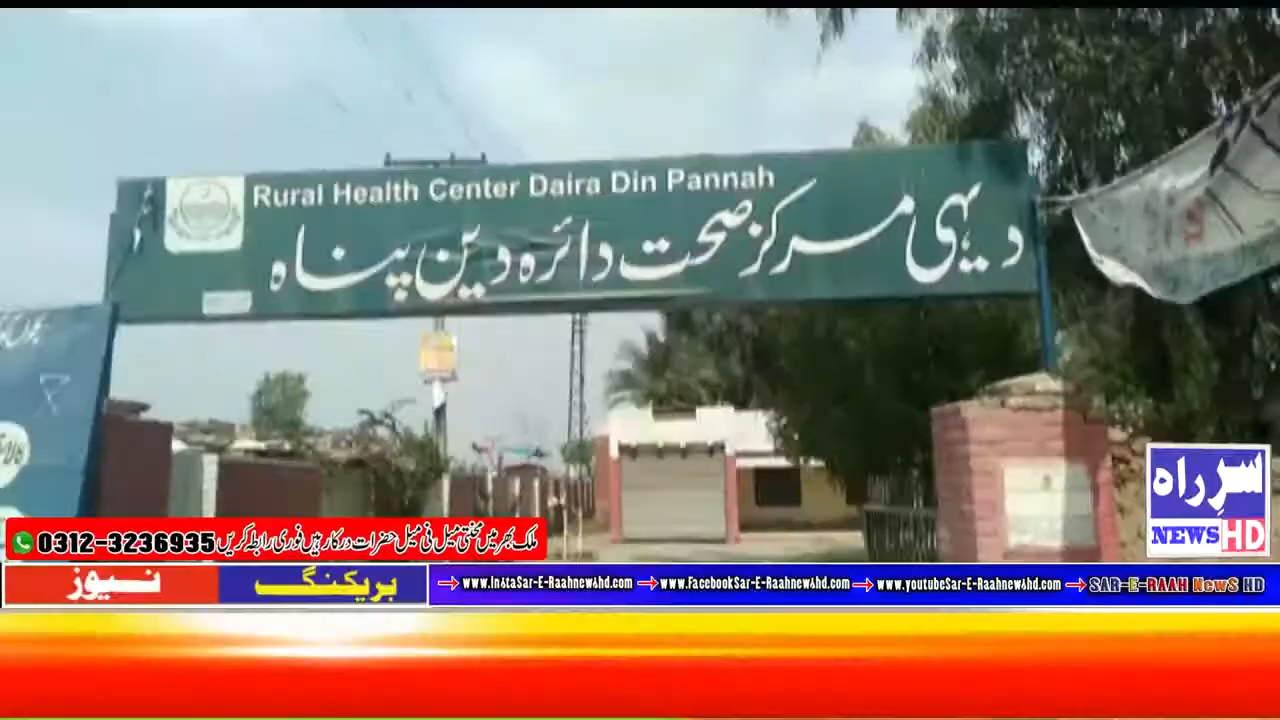 Rural Health Center Daira Din Pannah
دیہی مرکز صحت دائرہ دین پناہ
سرِراہ
NEWS HD
0312-3236935 ملک بھر میں محنتی میل فی میل حضرات درکار ہیں فوری رابطہ کریں
بریکنگ نیوز
www.In4taSar-E-Raahnew4hd.com www.FacebookSar-E-Raahnew4hd.com www.youtubeSar-E-Raahnew4hd.com SAR-E-RAAH NewS HD